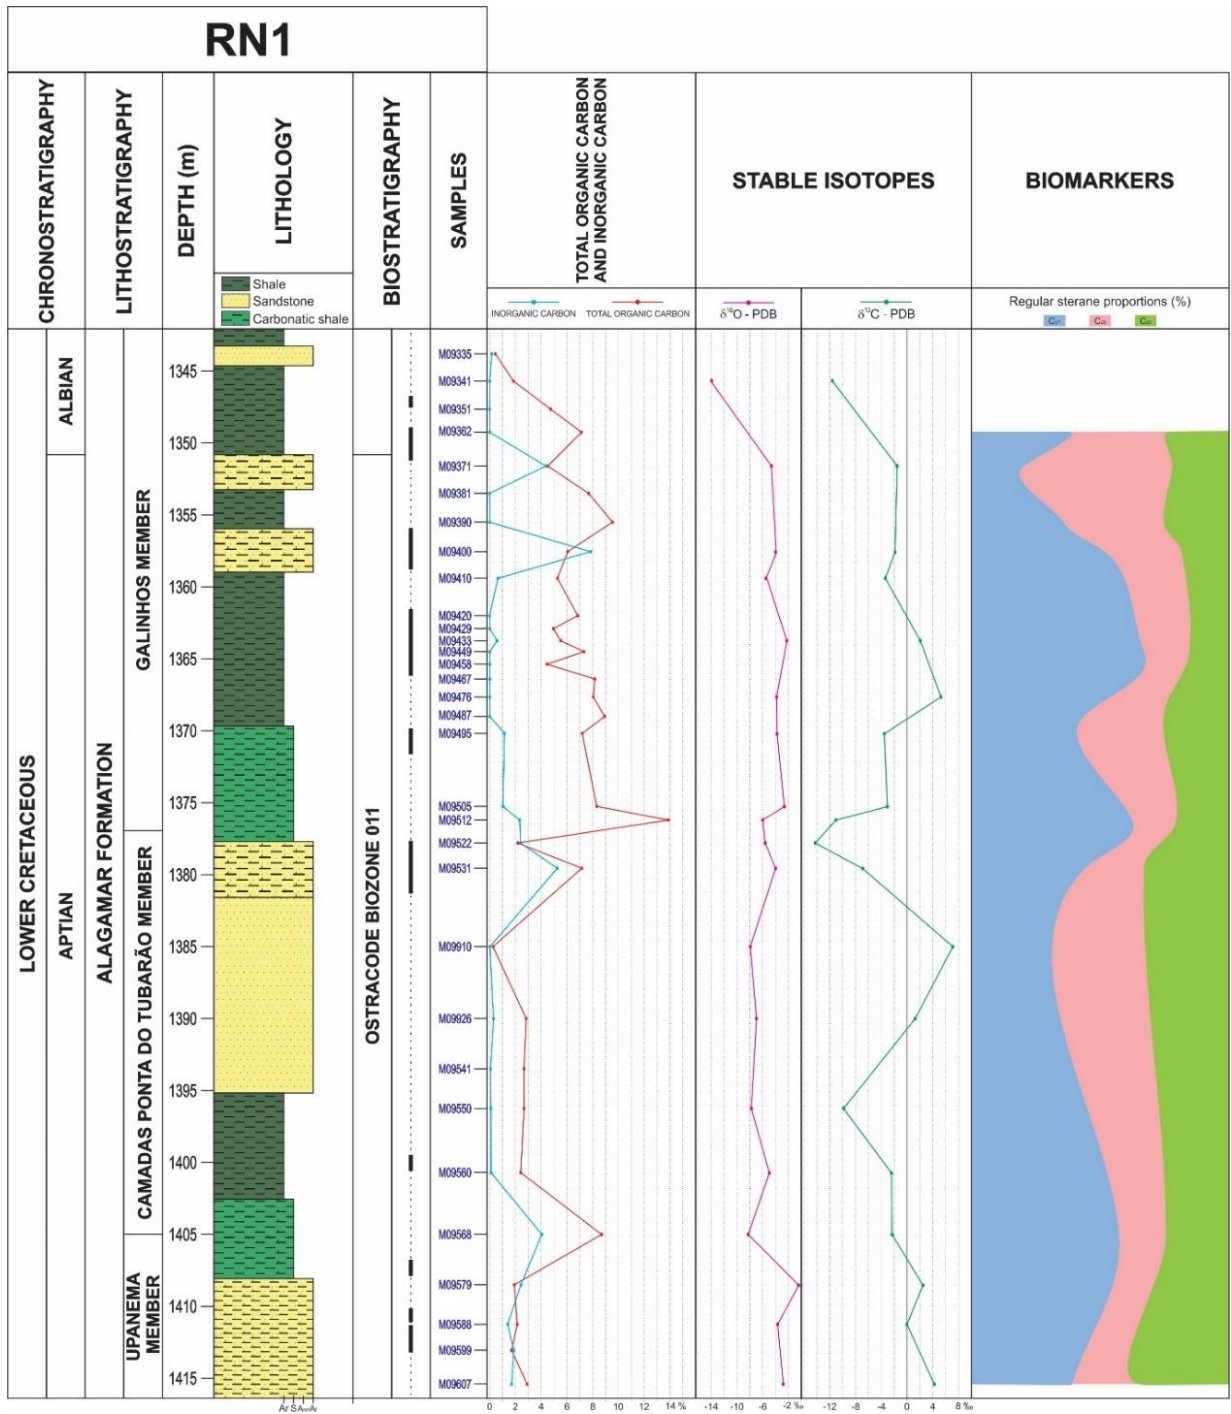 RN1
CHRONOSTRATIGRAPHY
LITHOSTRATIGRAPHY
DEPTH (m)
LITHOLOGY
BIOSTRATIGRAPHY
SAMPLES
TOTAL ORGANIC CARBON
AND INORGANIC CARBON
STABLE ISOTOPES
BIOMARKERS
Shale
Sandstone
Carbonatic shale
INORGANIC CARBON
TOTAL ORGANIC CARBON
δ¹⁸O - PDB
δ¹³C - PDB
Regular sterane proportions (%)
LOWER CRETACEOUS
ALBIAN
APTIAN
ALAGAMAR FORMATION
GALINHOS MEMBER
CAMADAS PONTA DO TUBARÃO MEMBER
UPANEMA
MEMBER
1345
1350
1355
1360
1365
1370
1375
1380
1385
1390
1395
1400
1405
1410
1415
OSTRACODE BIOZONE 011
M09335
M09341
M09351
M09362
M09371
M09381
M09390
M09400
M09410
M09420
M09429
M09433
M09449
M09458
M09467
M09476
M09487
M09495
M09505
M09512
M09522
M09531
M09910
M09926
M09541
M09550
M09560
M09568
M09579
M09588
M09599
M09607
0 2 4 6 8 10 12 14 %
-14 -10 -6 -2 ‰
-12 -8 -4 0 4 8 ‰